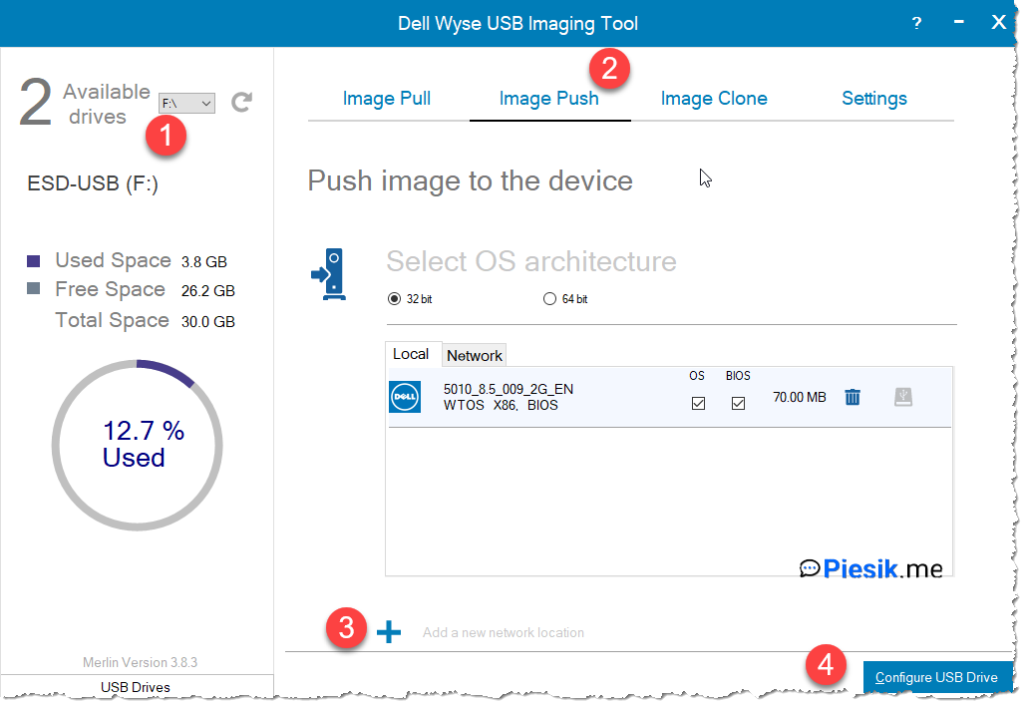 Dell Wyse USB Imaging Tool
? – X
2 Available drives F:\
1
2
Image Pull Image Push Image Clone Settings
ESD-USB (F:)
Push image to the device
Used Space 3.8 GB
Free Space 26.2 GB
Total Space 30.0 GB
12.7 %
Used
Select OS architecture
32 bit 64 bit
Local Network
OS BIOS
DELL
5010_8.5_009_2G_EN
WTOS X86, BIOS
70.00 MB
Piesik.me
3
Add a new network location
4
Configure USB Drive
Merlin Version 3.8.3
USB Drives